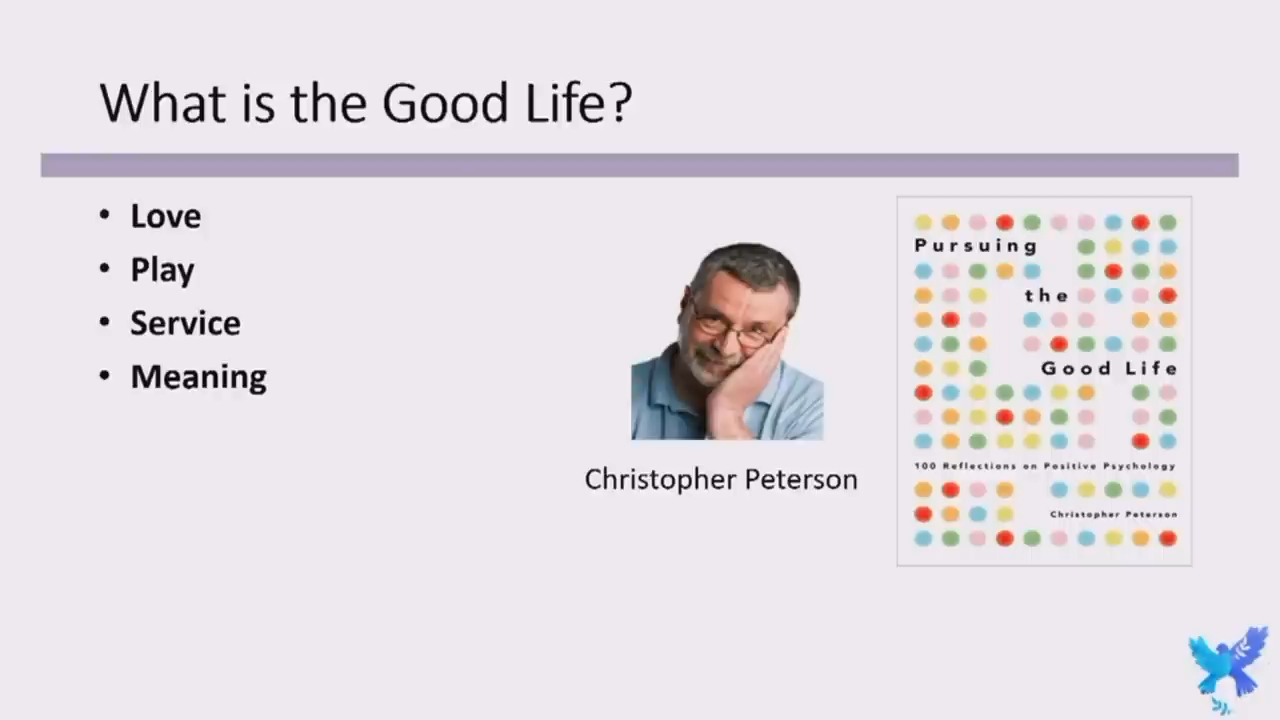 What is the Good Life?
• Love
• Play
• Service
• Meaning
Christopher Peterson
Pursuing
the
Good Life
100 Reflections on Positive Psychology
Christopher Peterson